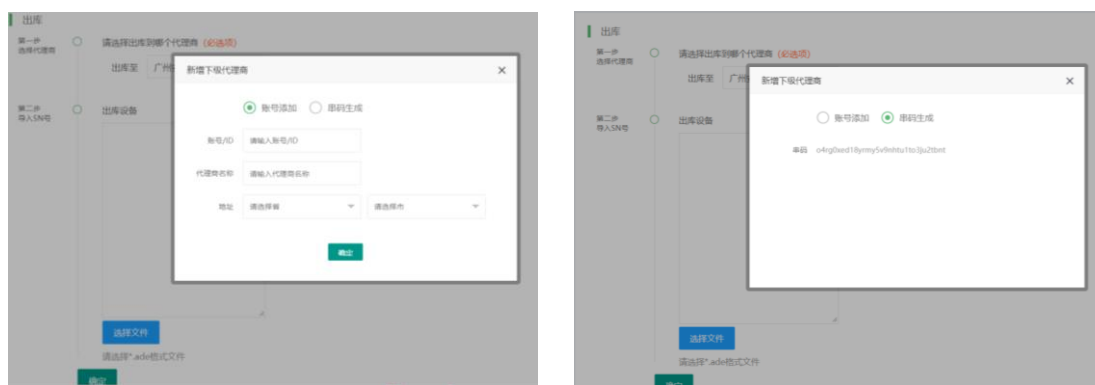 出库
第一步
选择代理商
请选择出库到哪个代理商 (必选项)
出库至 广州
新增下级代理商 ×
账号添加 串码生成
账号/ID 请输入账号/ID
代理商名称 请输入代理商名称
地址 请选择省 请选择市
确定
第二步
导入SN号
出库设备
选择文件
请选择*.ade格式文件
确定
出库
第一步
选择代理商
请选择出库到哪个代理商 (必选项)
出库至 广州
新增下级代理商 ×
账号添加 串码生成
串码 o4rg0xed18yrmy5v9nhtu1to3ju2tbnt
第二步
导入SN号
出库设备
选择文件
请选择*.ade格式文件